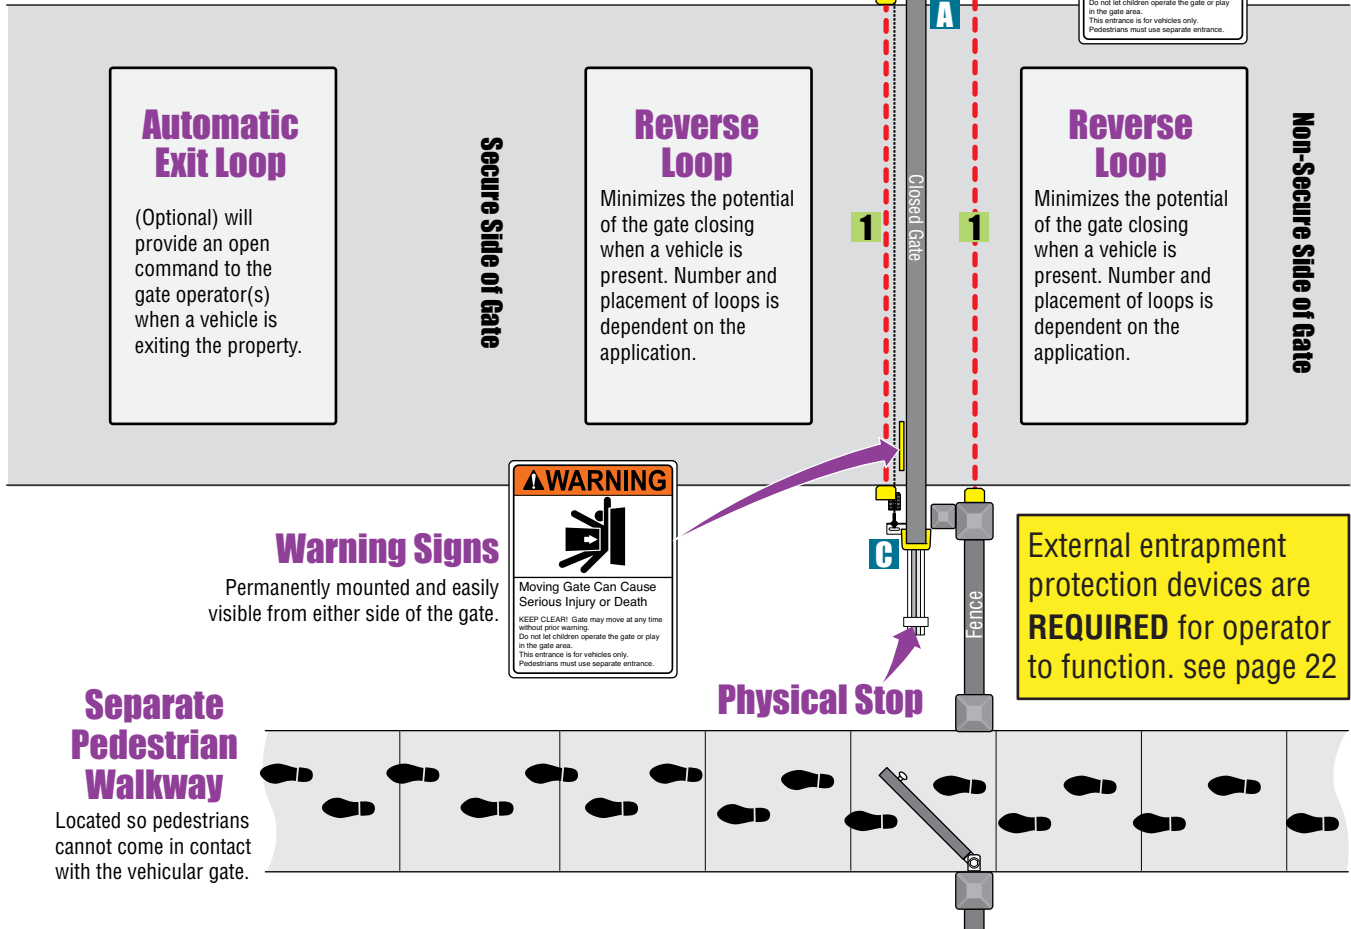 Do not let children operate the gate or play
in the gate area.
This entrance is for vehicles only.
Pedestrians must use separate entrance.
A
Automatic
Exit Loop
(Optional) will
provide an open
command to the
gate operator(s)
when a vehicle is
exiting the property.
Secure Side of Gate
Reverse
Loop
Minimizes the potential
of the gate closing
when a vehicle is
present. Number and
placement of loops is
dependent on the
application.
1
Closed Gate
1
Reverse
Loop
Minimizes the potential
of the gate closing
when a vehicle is
present. Number and
placement of loops is
dependent on the
application.
Non-Secure Side of Gate
Warning Signs
Permanently mounted and easily
visible from either side of the gate.
WARNING
Moving Gate Can Cause
Serious Injury or Death
KEEP CLEAR! Gate may move at any time
without prior warning.
Do not let children operate the gate or play
in the gate area.
This entrance is for vehicles only.
Pedestrians must use separate entrance.
C
Fence
External entrapment
protection devices are
REQUIRED for operator
to function. see page 22
Physical Stop
Separate
Pedestrian
Walkway
Located so pedestrians
cannot come in contact
with the vehicular gate.